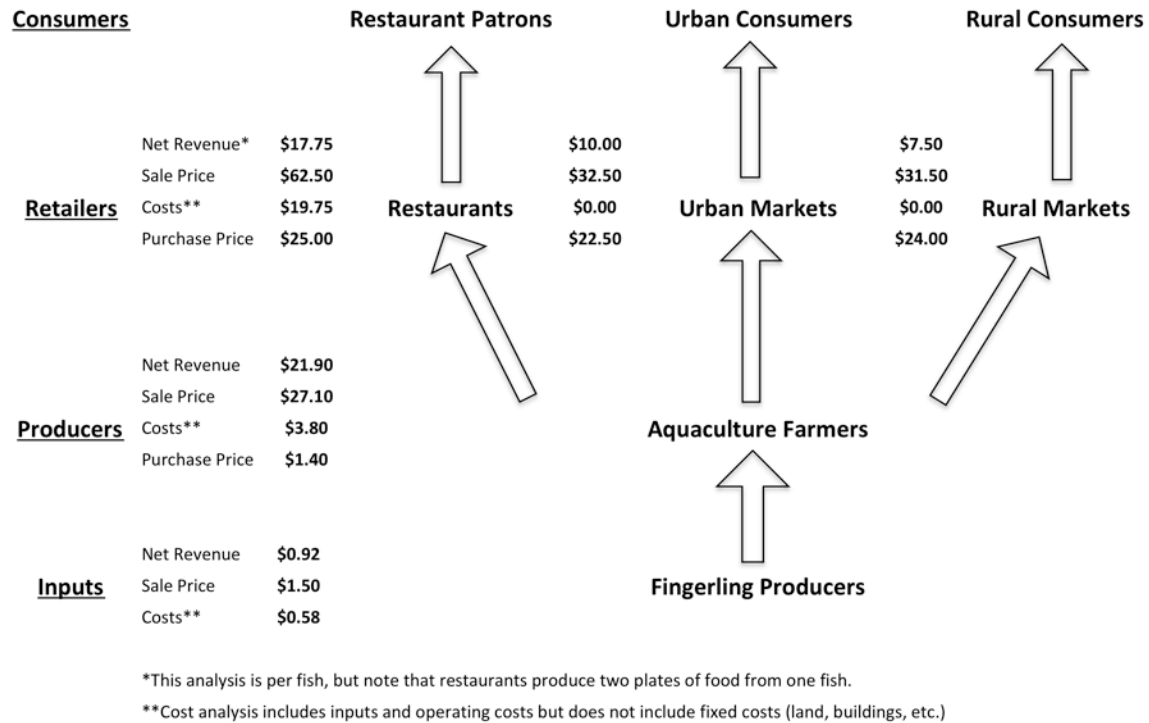 Consumers Restaurant Patrons Urban Consumers Rural Consumers
Net Revenue* $17.75 $10.00 $7.50
Sale Price $62.50 $32.50 $31.50
Retailers Costs** $19.75 Restaurants $0.00 Urban Markets $0.00 Rural Markets
Purchase Price $25.00 $22.50 $24.00
Net Revenue $21.90
Sale Price $27.10
Producers Costs** $3.80 Aquaculture Farmers
Purchase Price $1.40
Net Revenue $0.92
Inputs Sale Price $1.50 Fingerling Producers
Costs** $0.58
*This analysis is per fish, but note that restaurants produce two plates of food from one fish.
**Cost analysis includes inputs and operating costs but does not include fixed costs (land, buildings, etc.)